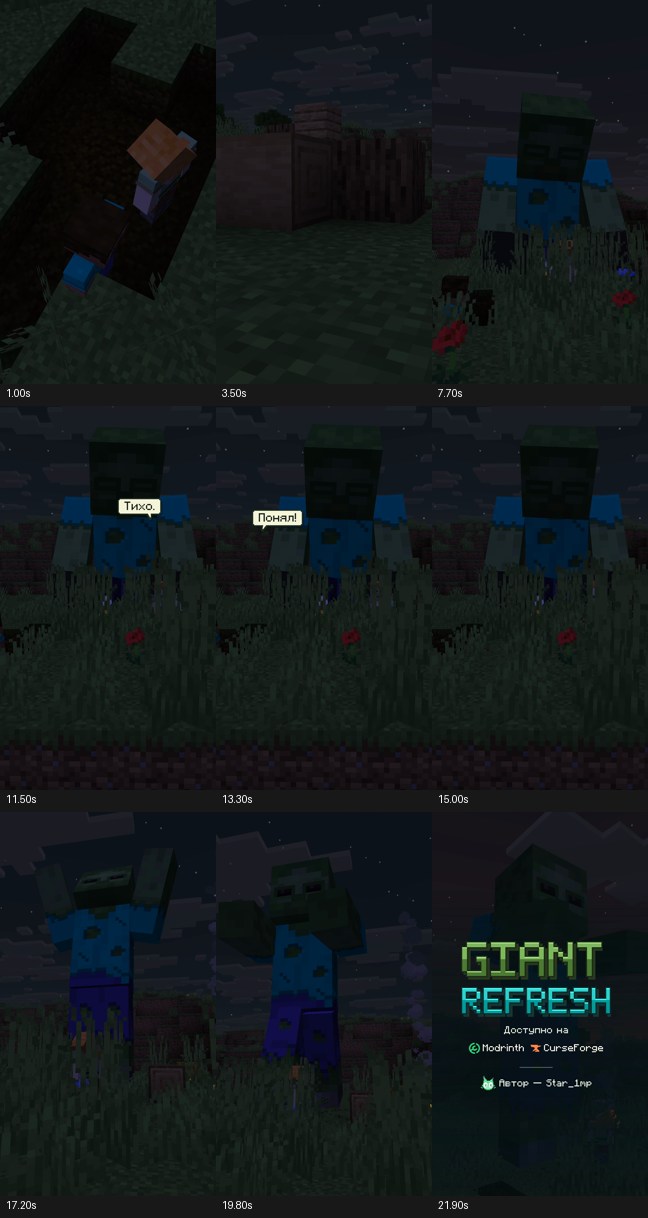 1.00s
3.50s
7.70s
Тихо.
Понял!
11.50s
13.30s
15.00s
GIANT
REFRESH
Доступно на
Modrinth CurseForge
Автор — Star_1mp
17.20s
19.80s
21.90s